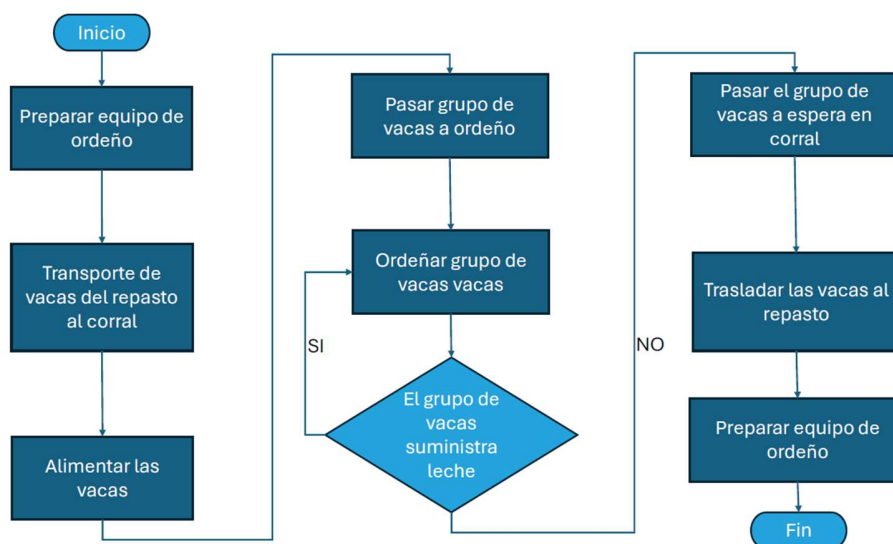 Inicio
Preparar equipo de
ordeño
Transporte de
vacas del repasto
al corral
Alimentar las
vacas
Pasar grupo de
vacas a ordeño
Ordeñar grupo de
vacas vacas
SI
El grupo de
vacas
suministra
leche
NO
Pasar el grupo de
vacas a espera en
corral
Trasladar las vacas al
repasto
Preparar equipo de
ordeño
Fin